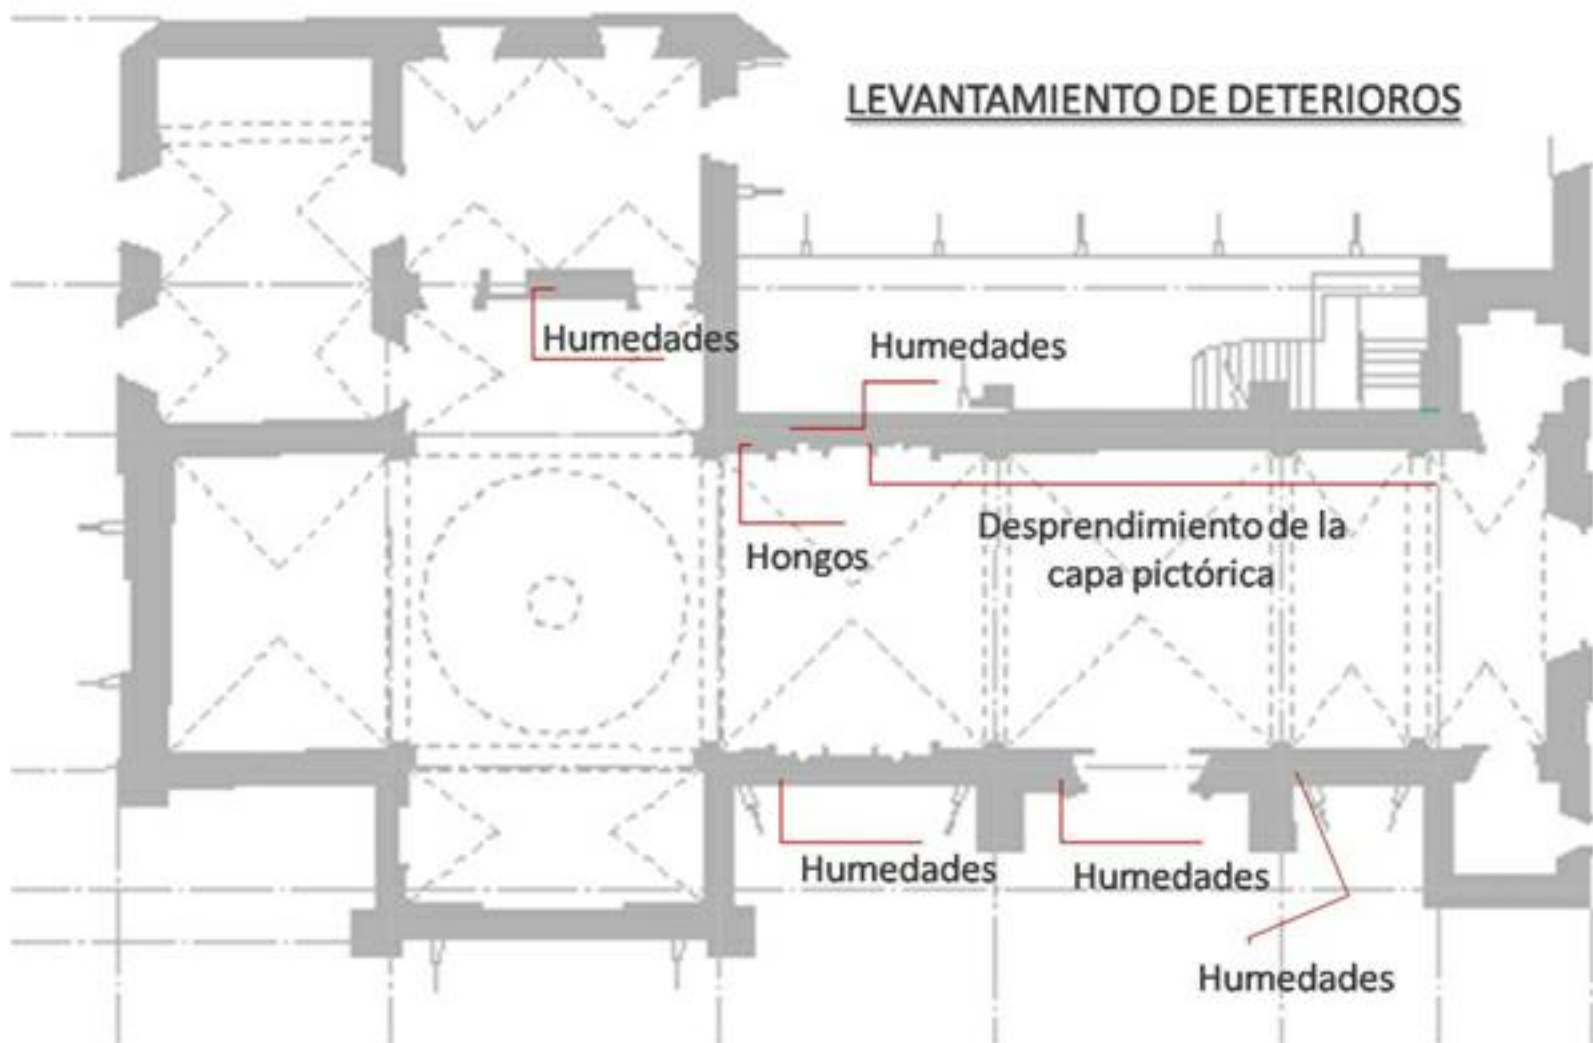 LEVANTAMIENTO DE DETERIOROS
Humedades
Humedades
Hongos
Desprendimiento de la
capa pictórica
Humedades
Humedades
Humedades